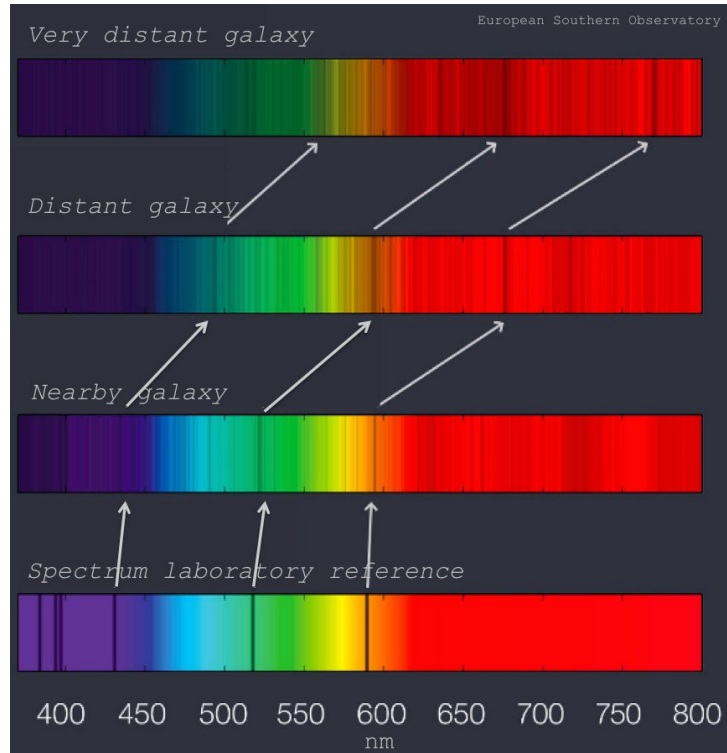 European Southern Observatory
Very distant galaxy
Distant galaxy
Nearby galaxy
Spectrum laboratory reference
400 450 500 550 600 650 700 750 800
nm